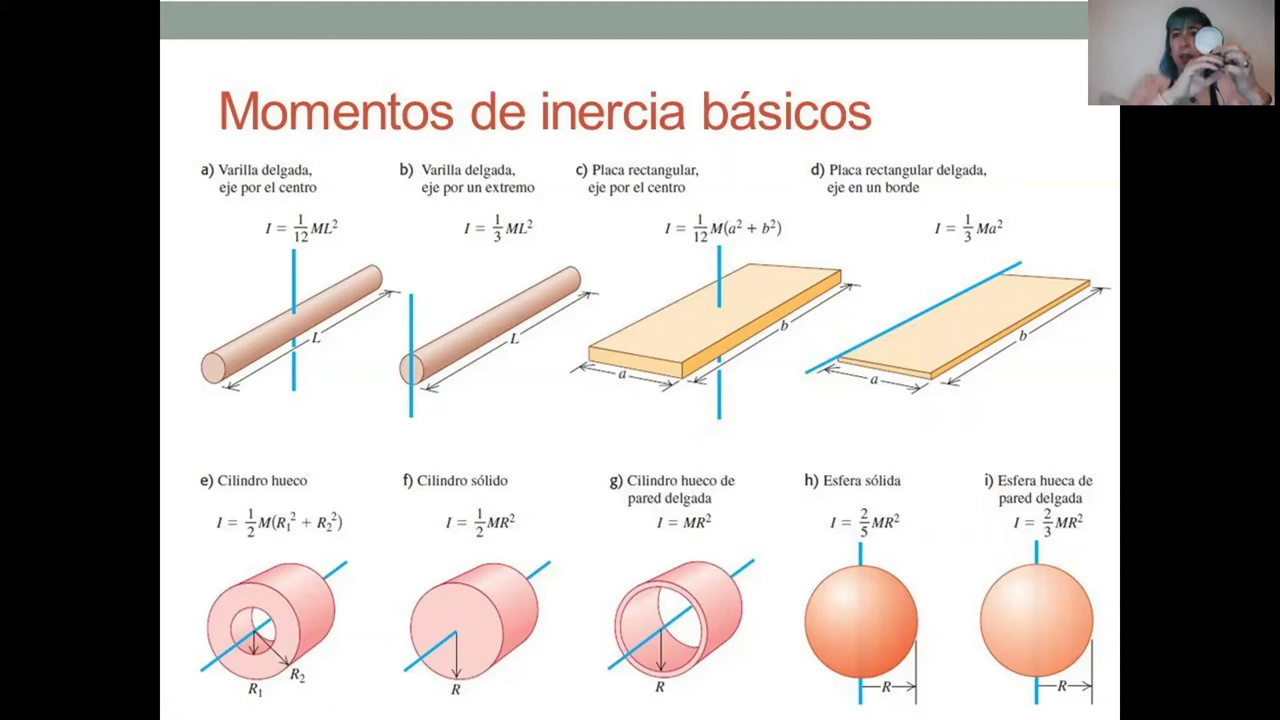 Momentos de inercia básicos
a) Varilla delgada,
eje por el centro
I = 1/12 ML²
L
b) Varilla delgada,
eje por un extremo
I = 1/3 ML²
L
c) Placa rectangular,
eje por el centro
I = 1/12 M(a² + b²)
b
a
d) Placa rectangular delgada,
eje en un borde
I = 1/3 Ma²
b
a
e) Cilindro hueco
I = 1/2 M(R₁² + R₂²)
R₂
R₁
f) Cilindro sólido
I = 1/2 MR²
R
g) Cilindro hueco de
pared delgada
I = MR²
R
h) Esfera sólida
I = 2/5 MR²
R
i) Esfera hueca de
pared delgada
I = 2/3 MR²
R